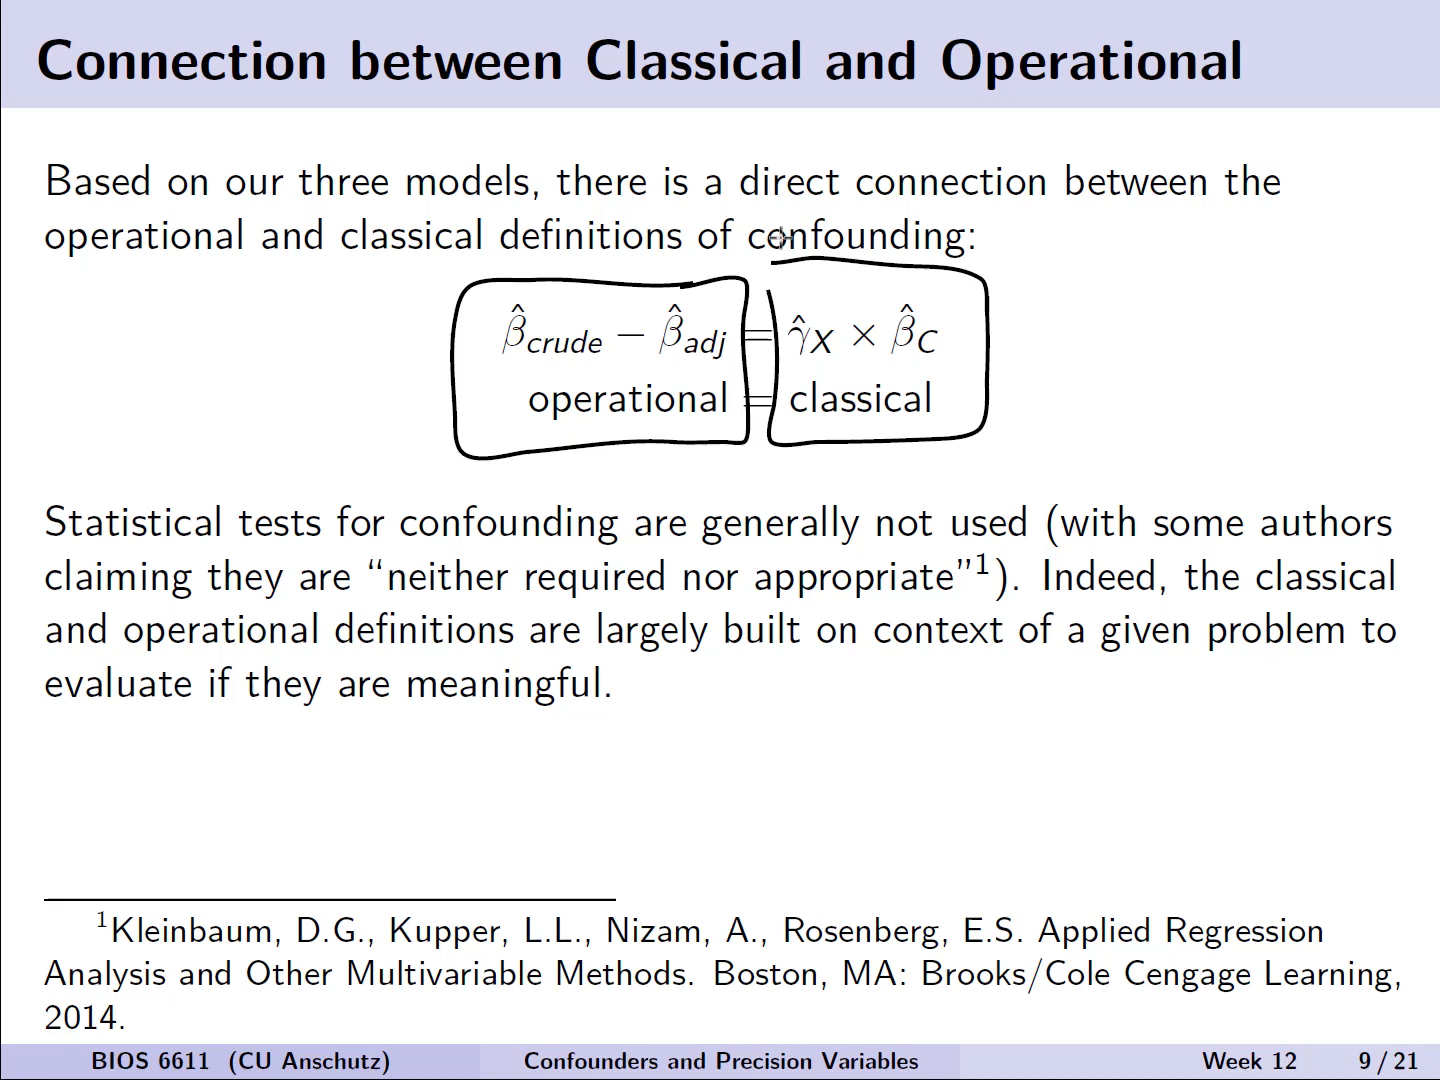 Connection between Classical and Operational
Based on our three models, there is a direct connection between the
operational and classical definitions of confounding:
β̂_crude − β̂_adj = γ̂_X × β̂_C
operational = classical
Statistical tests for confounding are generally not used (with some authors
claiming they are “neither required nor appropriate”¹). Indeed, the classical
and operational definitions are largely built on context of a given problem to
evaluate if they are meaningful.
¹Kleinbaum, D.G., Kupper, L.L., Nizam, A., Rosenberg, E.S. Applied Regression
Analysis and Other Multivariable Methods. Boston, MA: Brooks/Cole Cengage Learning,
2014.
BIOS 6611 (CU Anschutz) Confounders and Precision Variables Week 12 9 / 21